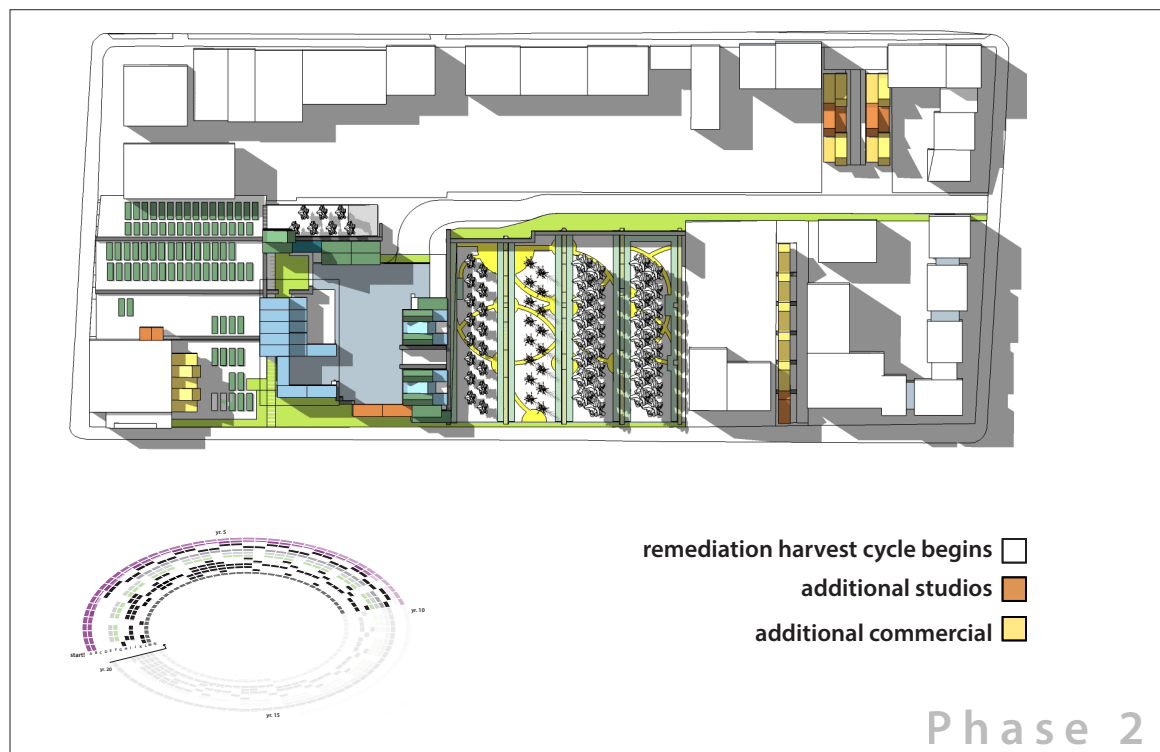 yr. 5
yr. 10
start!
yr. 20
yr. 15
remediation harvest cycle begins
additional studios
additional commercial
Phase 2